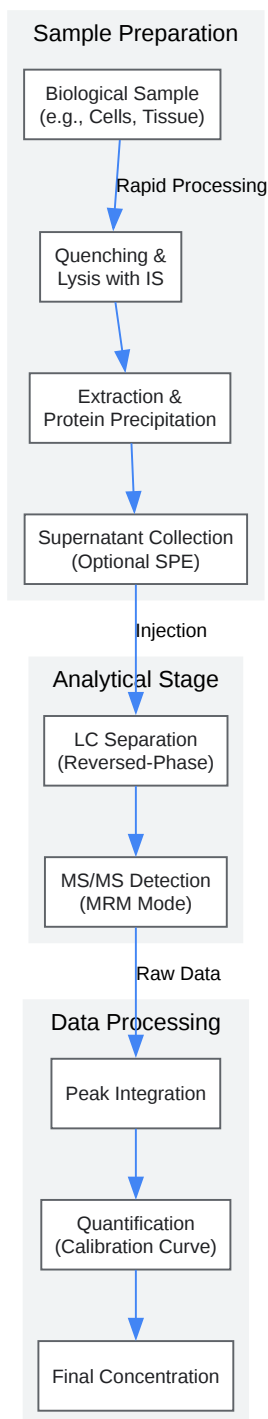 Sample Preparation
Biological Sample
(e.g., Cells, Tissue)
Rapid Processing
Quenching &
Lysis with IS
Extraction &
Protein Precipitation
Supernatant Collection
(Optional SPE)
Injection
Analytical Stage
LC Separation
(Reversed-Phase)
MS/MS Detection
(MRM Mode)
Raw Data
Data Processing
Peak Integration
Quantification
(Calibration Curve)
Final Concentration